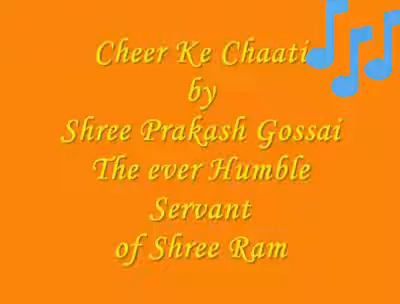 Cheer Ke Chaati
by
Shree Prakash Gossai
The ever Humble
Servant
of Shree Ram